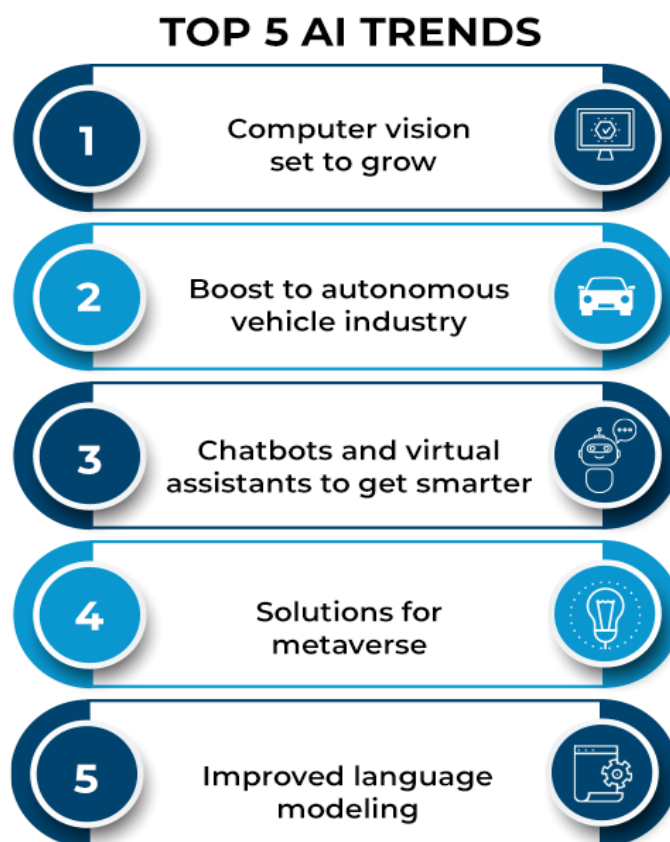 TOP 5 AI TRENDS
1
Computer vision
set to grow
2
Boost to autonomous
vehicle industry
3
Chatbots and virtual
assistants to get smarter
4
Solutions for
metaverse
5
Improved language
modeling